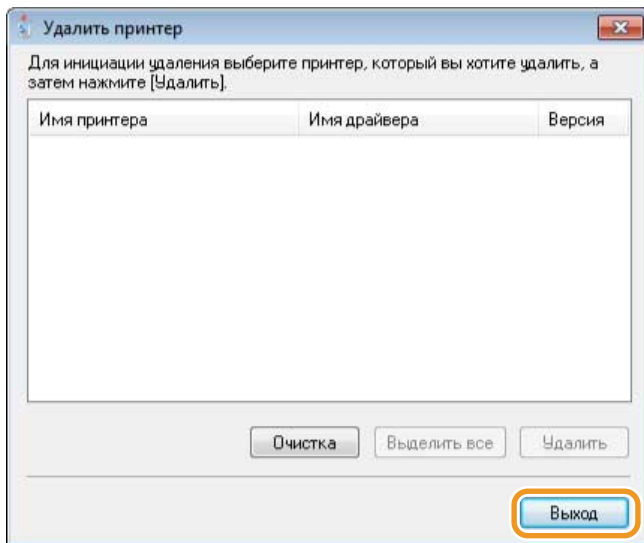 Удалить принтер
Для инициации удаления выберите принтер, который вы хотите удалить, а
затем нажмите [Удалить].
Имя принтера Имя драйвера Версия
Очистка Выделить все Удалить
Выход